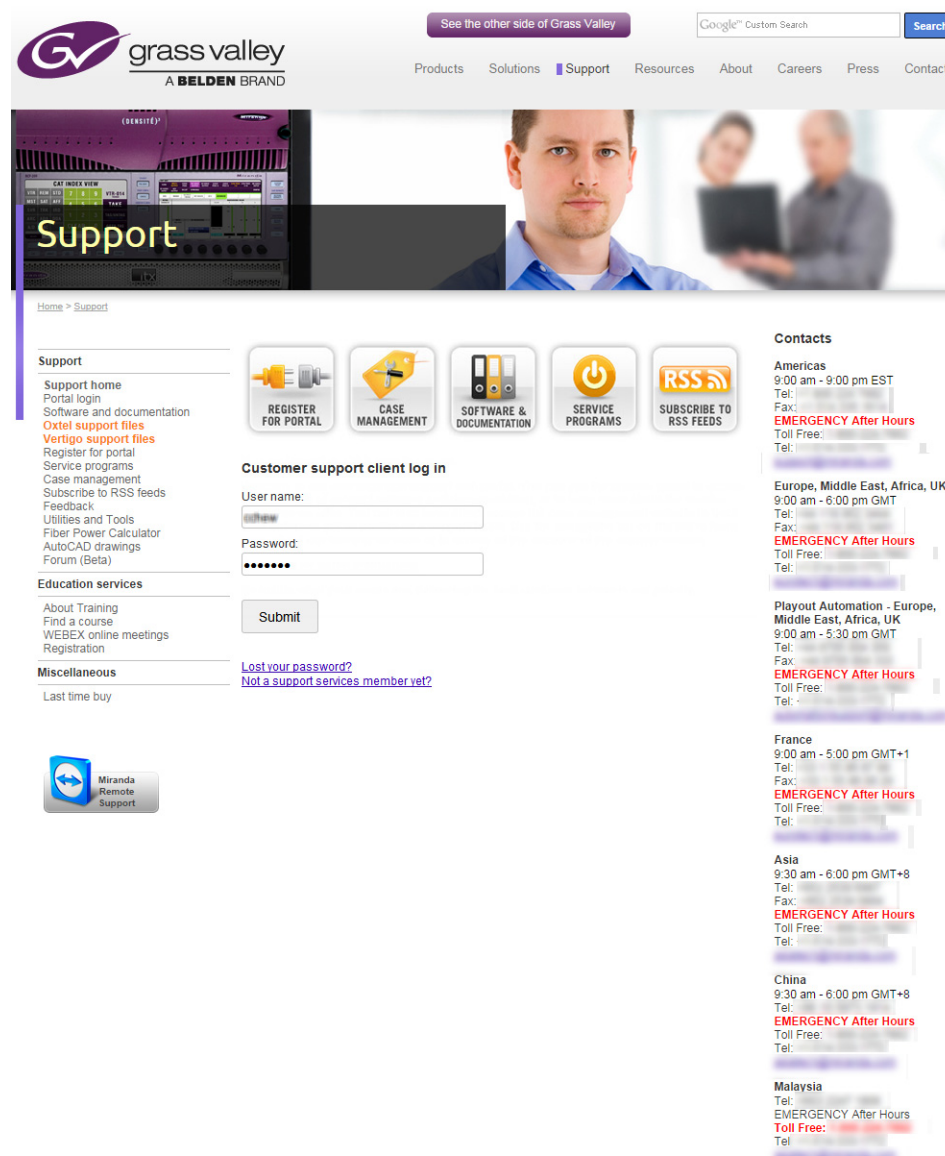 See the other side of Grass Valley
Google™ Custom Search
Search
GV
grass valley
A BELDEN BRAND
Products Solutions Support Resources About Careers Press Contact
(DENSITÉ)³
CAT INDEX VIEW
Support
Home > Support
Support
Support home
Portal login
Software and documentation
Oxtel support files
Vertigo support files
Register for portal
Service programs
Case management
Subscribe to RSS feeds
Feedback
Utilities and Tools
Fiber Power Calculator
AutoCAD drawings
Forum (Beta)
Education services
About Training
Find a course
WEBEX online meetings
Registration
Miscellaneous
Last time buy
Miranda
Remote
Support
REGISTER
FOR PORTAL
CASE
MANAGEMENT
SOFTWARE &
DOCUMENTATION
SERVICE
PROGRAMS
RSS
SUBSCRIBE TO
RSS FEEDS
Customer support client log in
User name:
Password:
•••••••
Submit
Lost your password?
Not a support services member yet?
Contacts
Americas
9:00 am - 9:00 pm EST
Tel:
Fax:
EMERGENCY After Hours
Toll Free:
Tel:
Europe, Middle East, Africa, UK
9:00 am - 6:00 pm GMT
Tel:
Fax:
EMERGENCY After Hours
Toll Free:
Tel:
Playout Automation - Europe,
Middle East, Africa, UK
9:00 am - 5:30 pm GMT
Tel:
Fax:
EMERGENCY After Hours
Toll Free:
Tel:
France
9:00 am - 5:00 pm GMT+1
Tel:
Fax:
EMERGENCY After Hours
Toll Free:
Tel:
Asia
9:30 am - 6:00 pm GMT+8
Tel:
Fax:
EMERGENCY After Hours
Toll Free:
Tel:
China
9:30 am - 6:00 pm GMT+8
Tel:
EMERGENCY After Hours
Toll Free:
Tel:
Malaysia
Tel:
EMERGENCY After Hours
Toll Free:
Tel